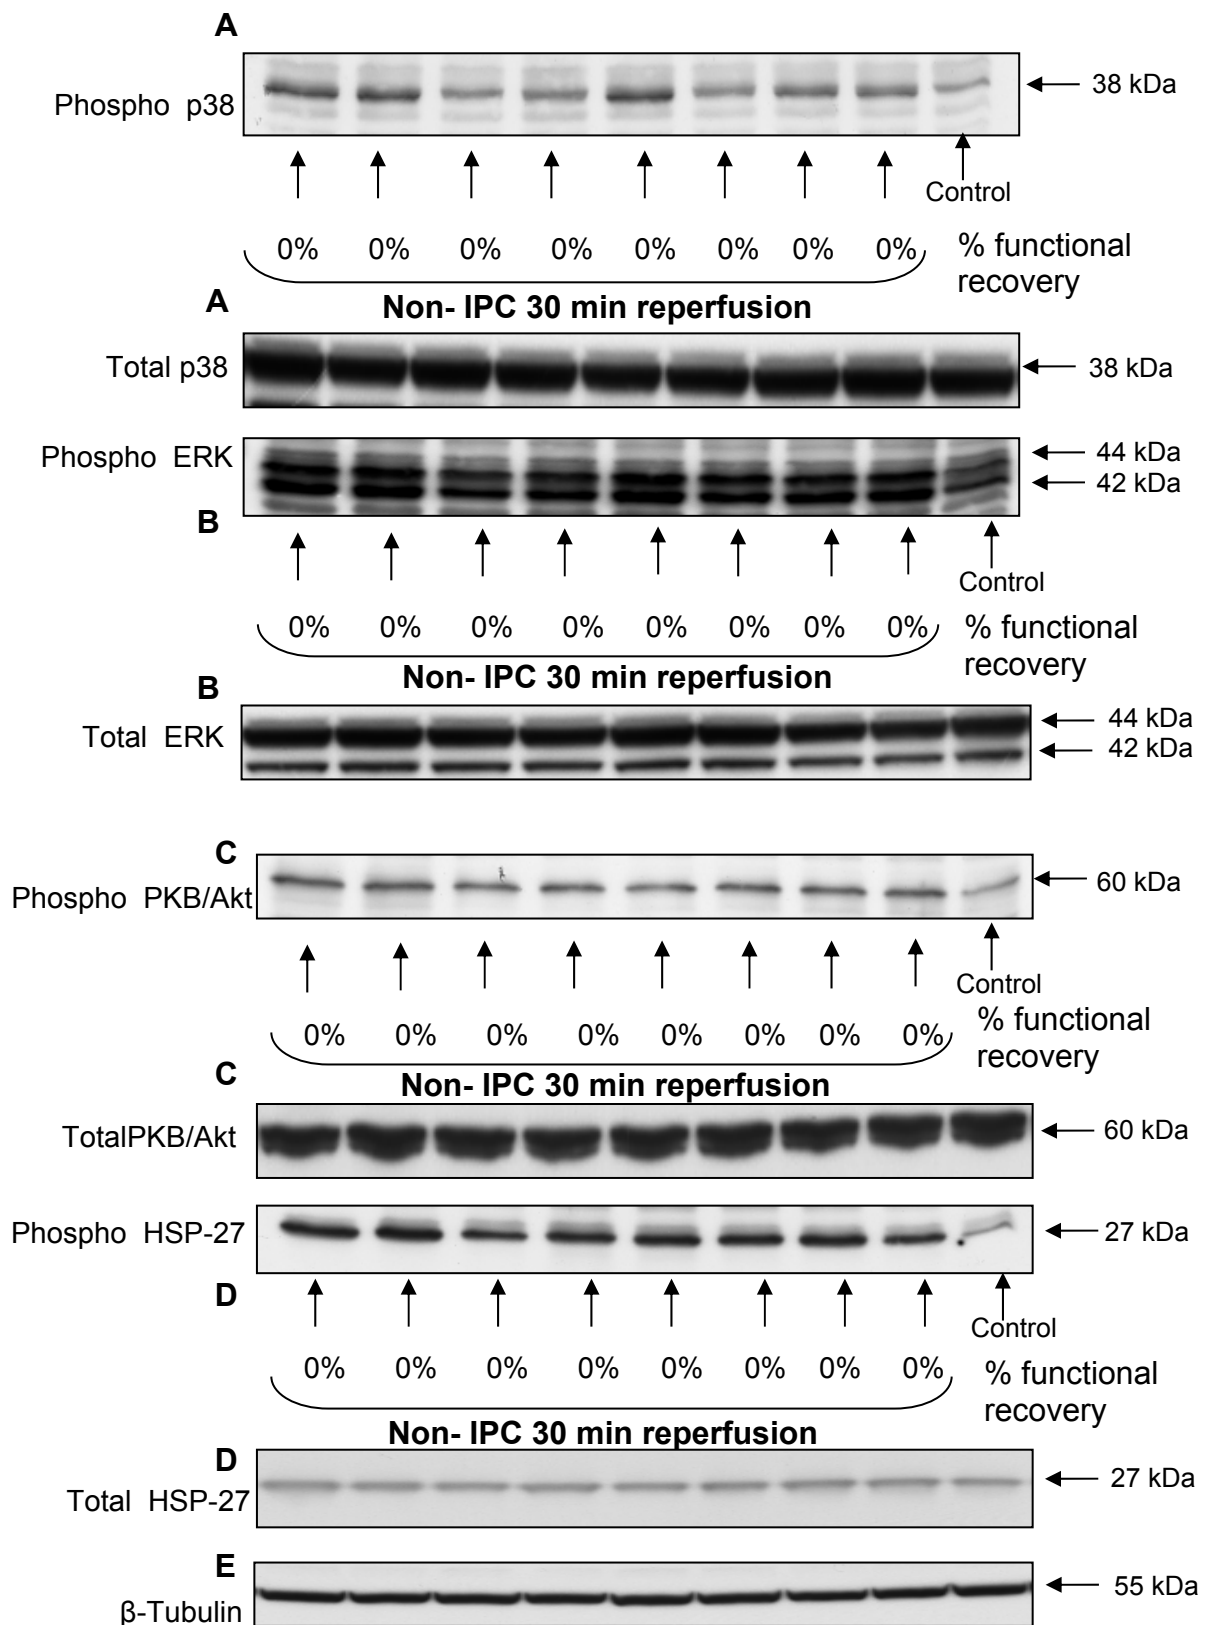 A
Phospho p38
38 kDa
Control
0% 0% 0% 0% 0% 0% 0% 0%
% functional
recovery
Non- IPC 30 min reperfusion
A
Total p38
38 kDa
Phospho ERK
44 kDa
42 kDa
B
Control
0% 0% 0% 0% 0% 0% 0% 0%
% functional
recovery
Non- IPC 30 min reperfusion
B
Total ERK
44 kDa
42 kDa
C
Phospho PKB/Akt
60 kDa
Control
0% 0% 0% 0% 0% 0% 0% 0%
% functional
recovery
Non- IPC 30 min reperfusion
C
TotalPKB/Akt
60 kDa
Phospho HSP-27
27 kDa
D
Control
0% 0% 0% 0% 0% 0% 0% 0%
% functional
recovery
Non- IPC 30 min reperfusion
D
Total HSP-27
27 kDa
E
β-Tubulin
55 kDa